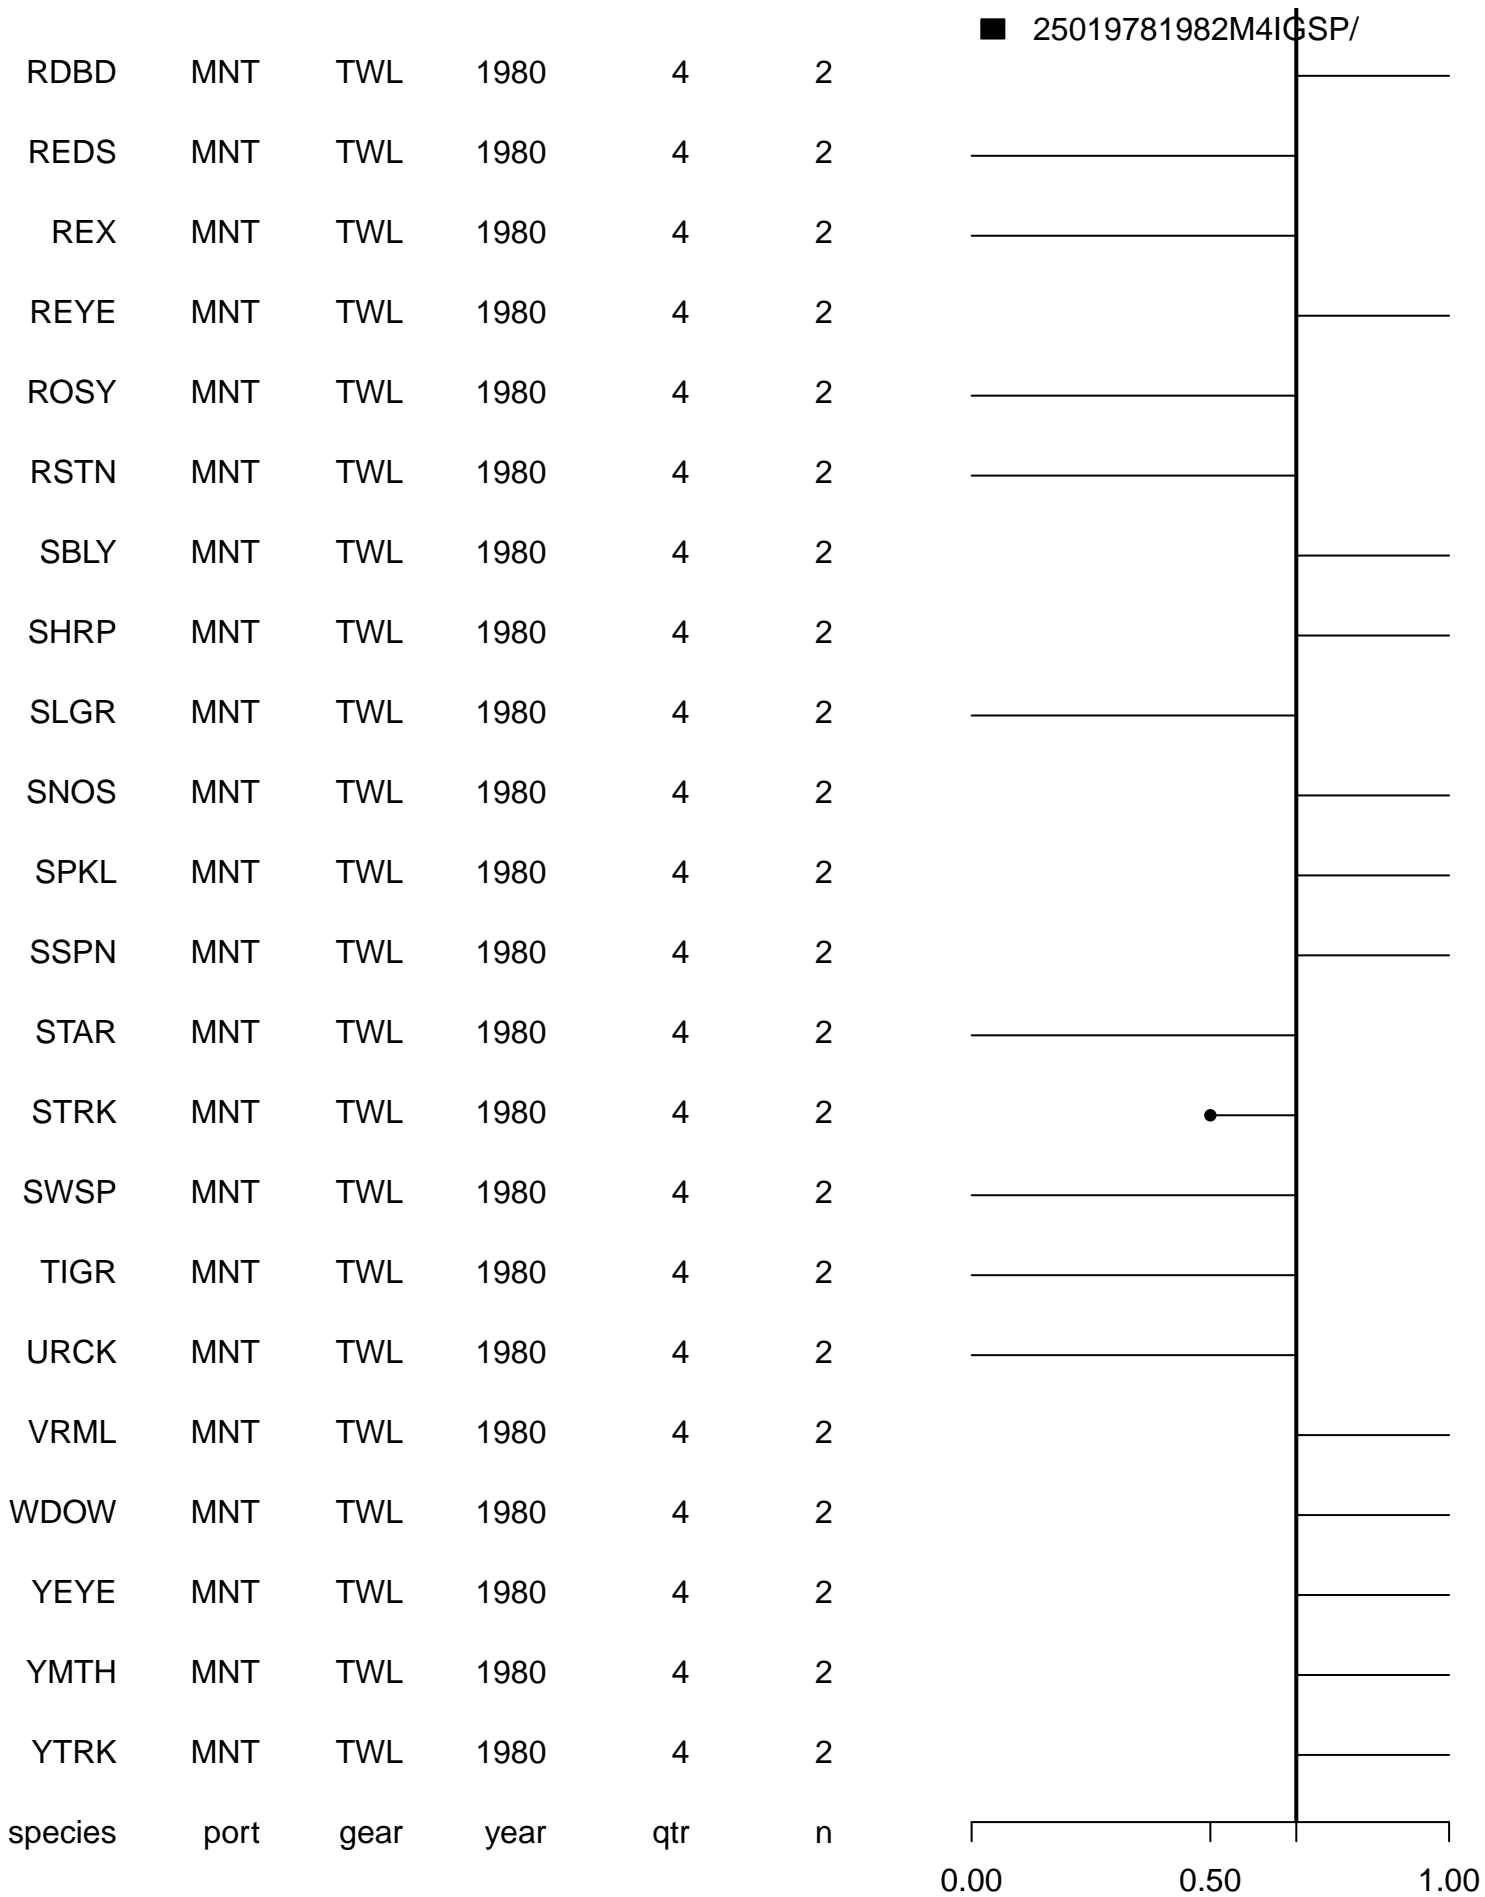 25019781982M4IGSP/
RDBD MNT TWL 1980 4 2
REDS MNT TWL 1980 4 2
REX MNT TWL 1980 4 2
REYE MNT TWL 1980 4 2
ROSY MNT TWL 1980 4 2
RSTN MNT TWL 1980 4 2
SBLY MNT TWL 1980 4 2
SHRP MNT TWL 1980 4 2
SLGR MNT TWL 1980 4 2
SNOS MNT TWL 1980 4 2
SPKL MNT TWL 1980 4 2
SSPN MNT TWL 1980 4 2
STAR MNT TWL 1980 4 2
STRK MNT TWL 1980 4 2
SWSP MNT TWL 1980 4 2
TIGR MNT TWL 1980 4 2
URCK MNT TWL 1980 4 2
VRML MNT TWL 1980 4 2
WDOW MNT TWL 1980 4 2
YEYE MNT TWL 1980 4 2
YMTH MNT TWL 1980 4 2
YTRK MNT TWL 1980 4 2
species port gear year qtr n
0.00 0.50 1.00